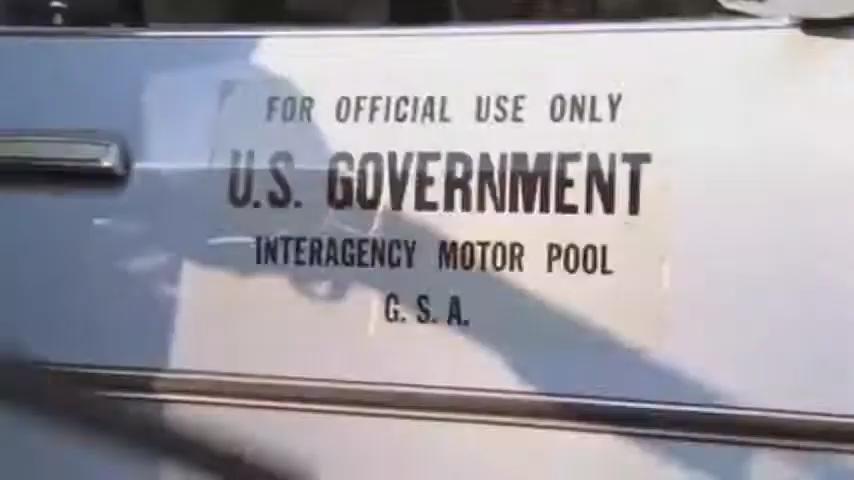 FOR OFFICIAL USE ONLY
U.S. GOVERNMENT
INTERAGENCY MOTOR POOL
G. S. A.